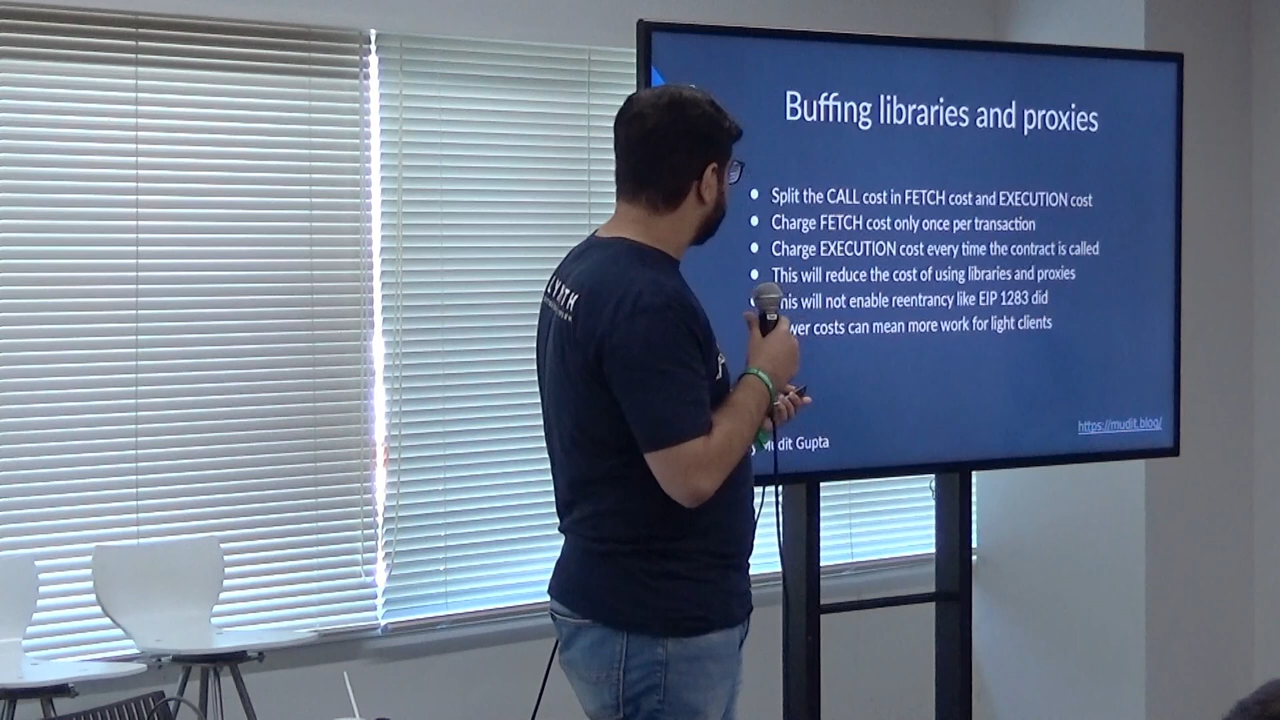 Buffing libraries and proxies
Split the CALL cost in FETCH cost and EXECUTION cost
Charge FETCH cost only once per transaction
Charge EXECUTION cost every time the contract is called
This will reduce the cost of using libraries and proxies
will not enable reentrancy like EIP 1283 did
costs can mean more work for light clients
Mudit Gupta
https://mudit.blog/